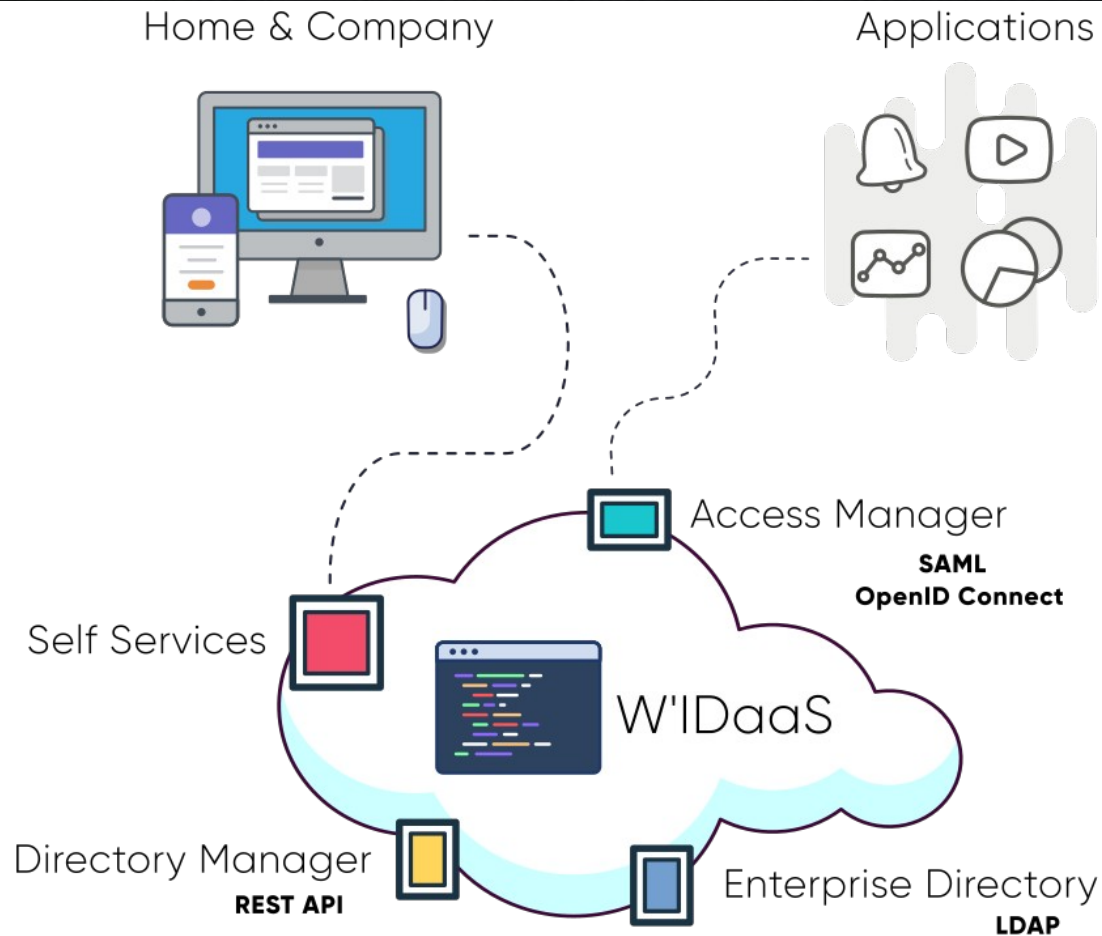 Home & Company
Applications
Access Manager
SAML
OpenID Connect
Self Services
W'IDaaS
Directory Manager
REST API
Enterprise Directory
LDAP